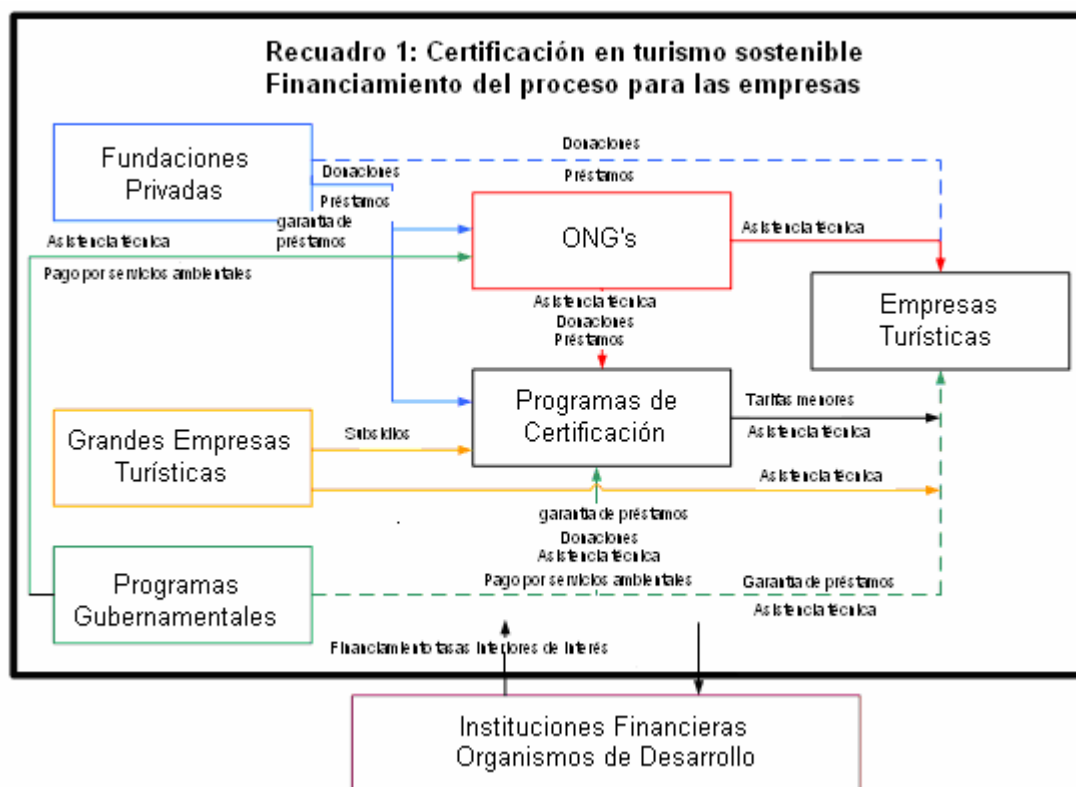 Recuadro 1: Certificación en turismo sostenible
Financiamiento del proceso para las empresas
Fundaciones
Privadas
Donaciones
Préstamos
Donaciones
Préstamos
garantía de
préstamos
Asistencia técnica
Pago por servicios ambientales
ONG's
Asistencia técnica
Empresas
Turísticas
Asistencia técnica
Donaciones
Préstamos
Programas de
Certificación
Tarifas menores
Asistencia técnica
Grandes Empresas
Turísticas
Subsidios
Asistencia técnica
garantía de préstamos
Donaciones
Asistencia técnica
Pago por servicios ambientales
Programas
Gubernamentales
Garantía de préstamos
Asistencia técnica
Financiamiento tasas interiores de interés
Instituciones Financieras
Organismos de Desarrollo